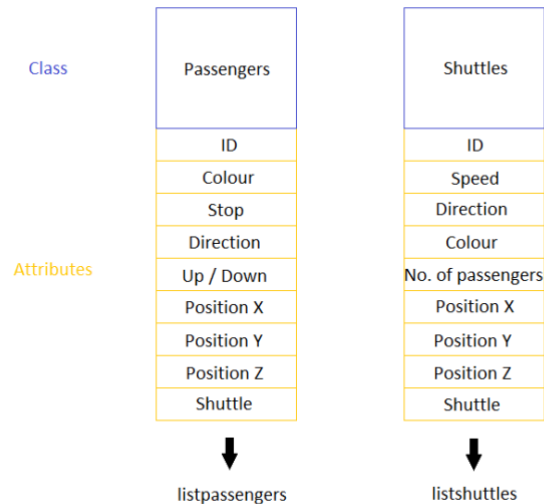 Class
Passengers
Shuttles
Attributes
ID
Colour
Stop
Direction
Up / Down
Position X
Position Y
Position Z
Shuttle
listpassengers
ID
Speed
Direction
Colour
No. of passengers
Position X
Position Y
Position Z
Shuttle
listshuttles